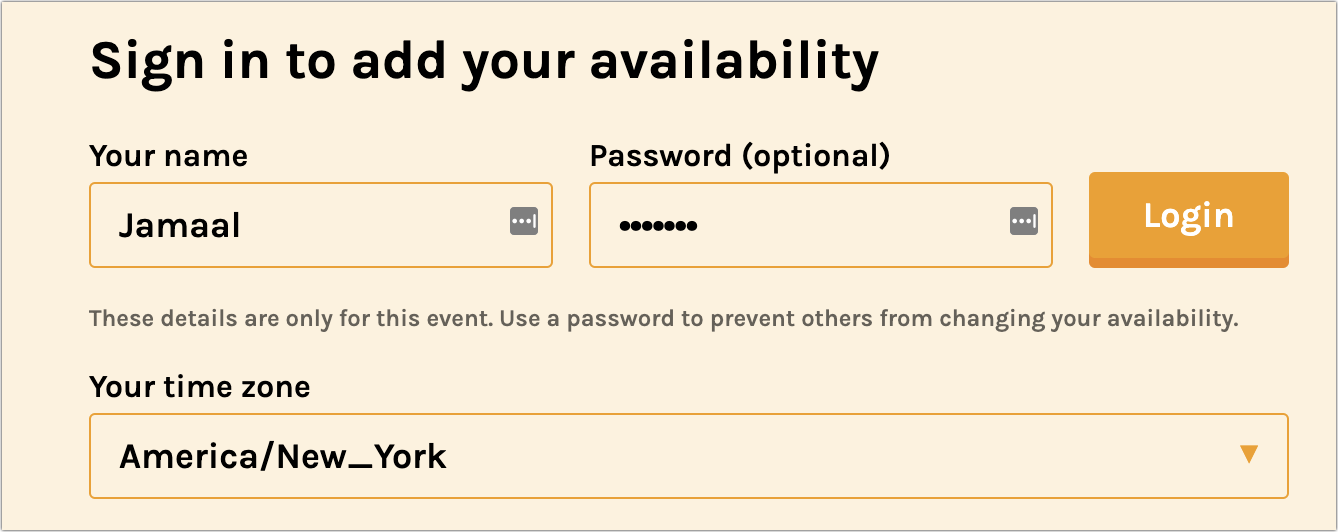 Sign in to add your availability
Your name
Password (optional)
Jamaal
•••••••
Login
These details are only for this event. Use a password to prevent others from changing your availability.
Your time zone
America/New_York